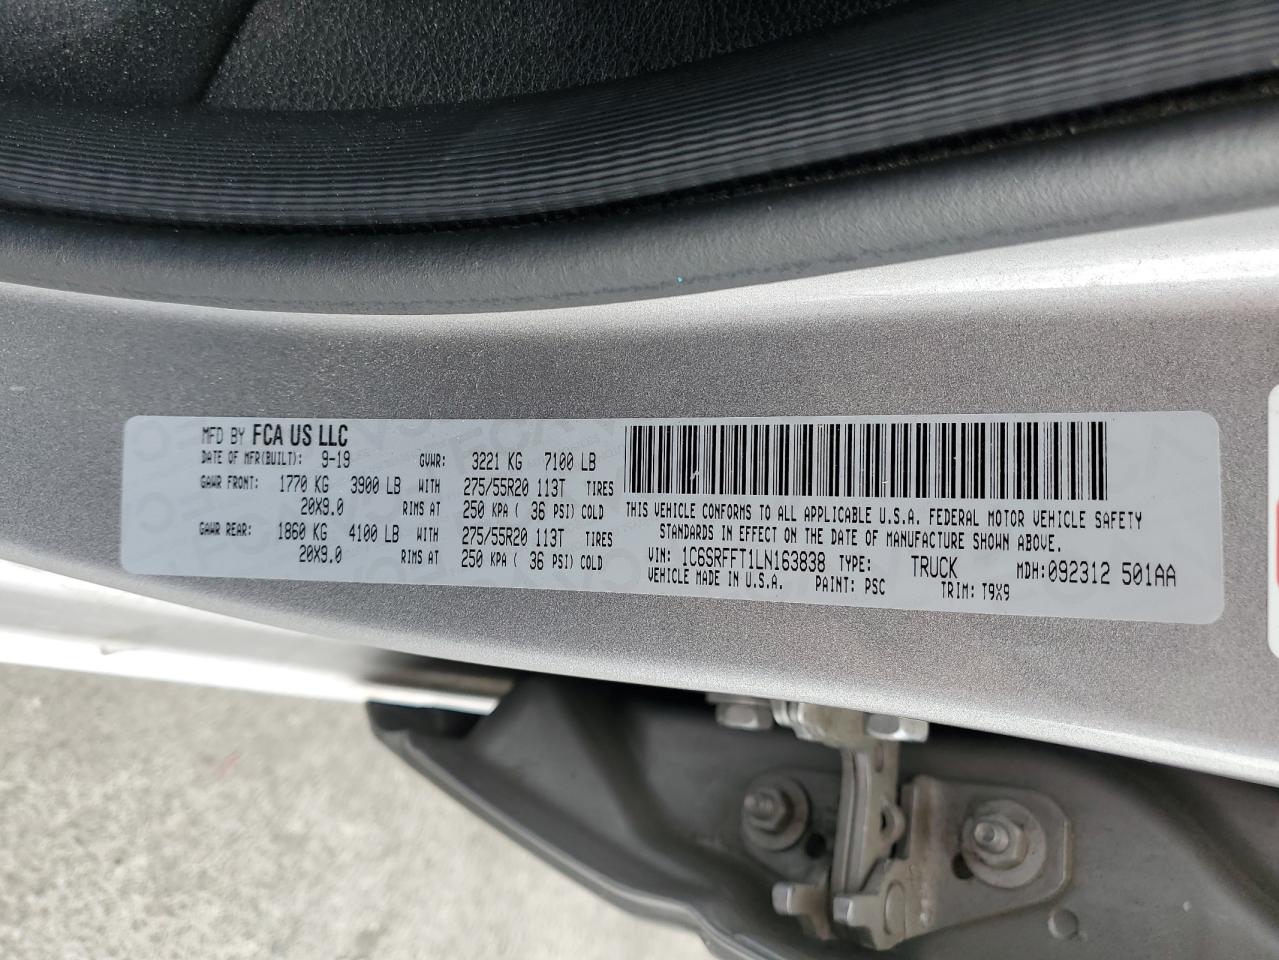 MFD BY FCA US LLC
DATE OF MFR(BUILT): 9-19 GVWR: 3221 KG 7100 LB
GAWR FRONT: 1770 KG 3900 LB WITH 275/55R20 113T TIRES
20X9.0 RIMS AT 250 KPA ( 36 PSI) COLD
GAWR REAR: 1860 KG 4100 LB WITH 275/55R20 113T TIRES
20X9.0 RIMS AT 250 KPA ( 36 PSI) COLD
THIS VEHICLE CONFORMS TO ALL APPLICABLE U.S.A. FEDERAL MOTOR VEHICLE SAFETY
STANDARDS IN EFFECT ON THE DATE OF MANUFACTURE SHOWN ABOVE.
VIN: 1C6SRFFT1LN163838 TYPE: TRUCK MDH:092312 501AA
VEHICLE MADE IN U.S.A. PAINT: PSC TRIM: T9X9